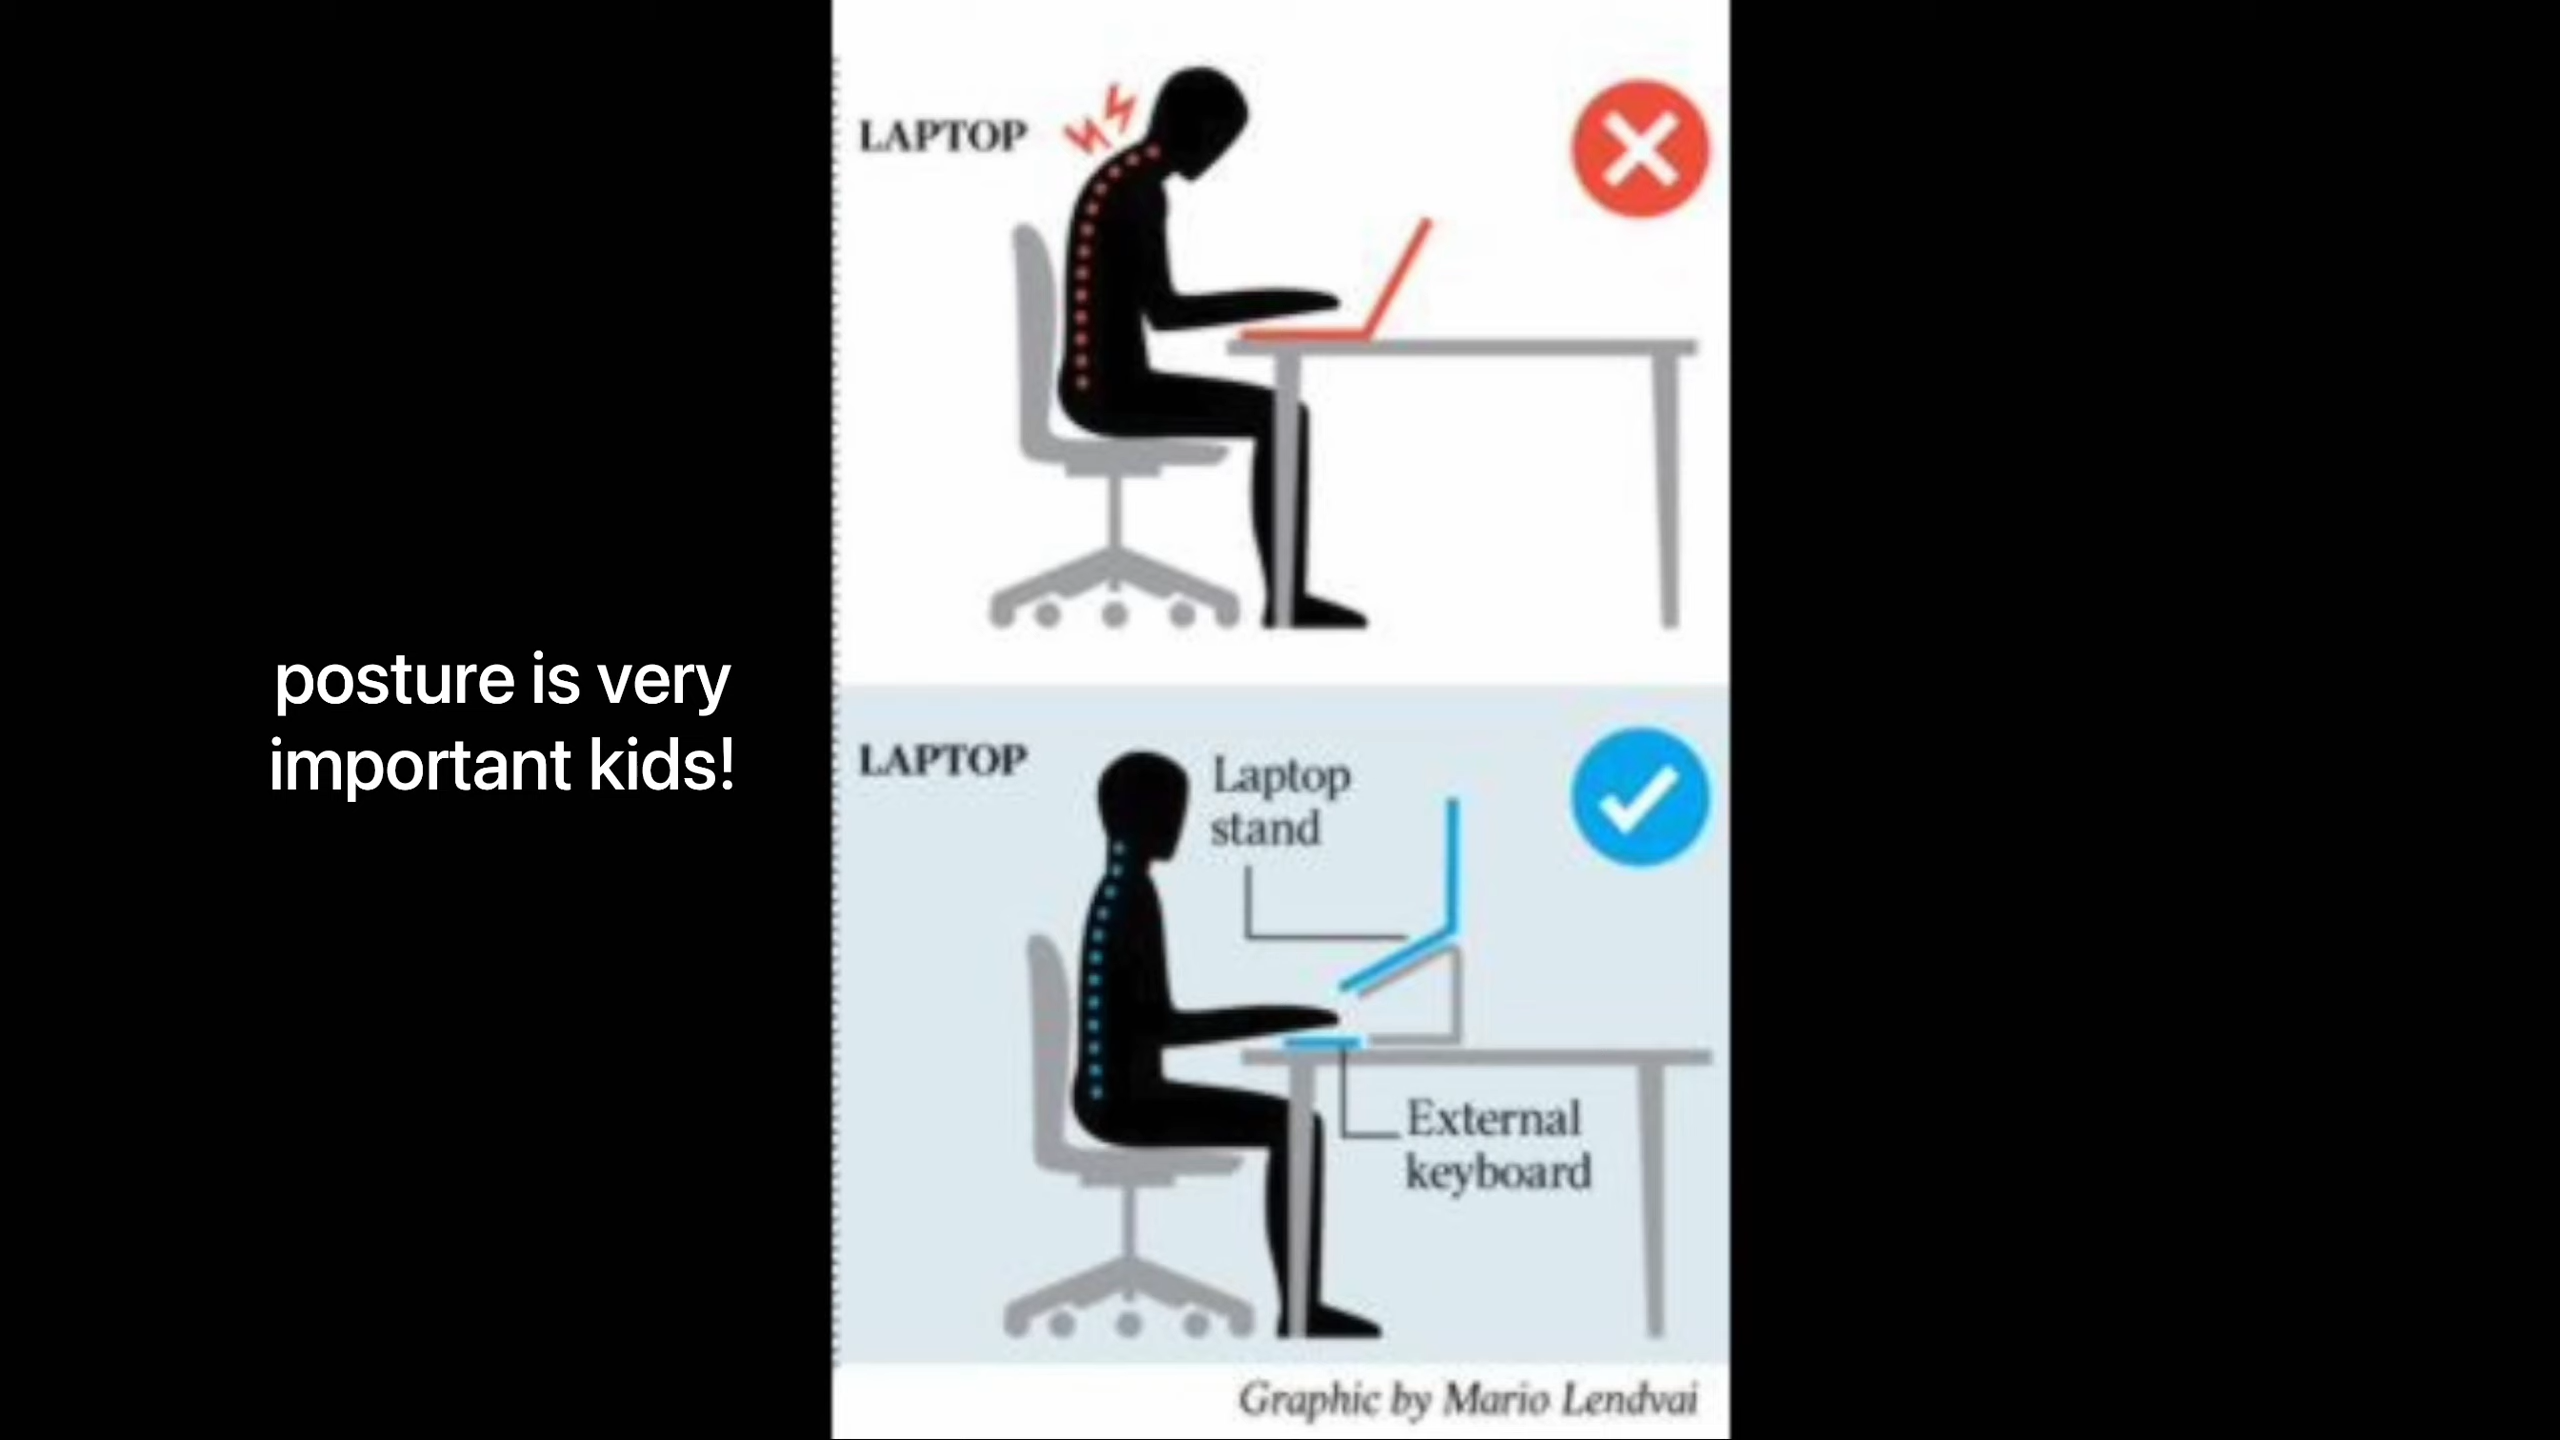 posture is very
important kids!
LAPTOP
LAPTOP
Laptop
stand
External
keyboard
Graphic by Mario Lendvai